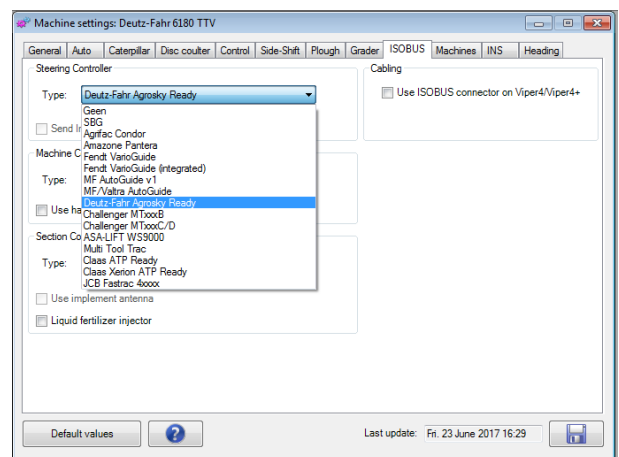 Machine settings: Deutz-Fahr 6180 TTV
General Auto Caterpillar Disc coulter Control Side-Shift Plough Grader ISOBUS Machines INS Heading
Steering Controller
Cabling
Type: Deutz-Fahr Agrosky Ready
Use ISOBUS connector on Viper4/Viper4+
Geen
SBG
Send
Agrifac Condor
Amazone Pantera
Machine
Fendt VarioGuide
Fendt VarioGuide (integrated)
Type: MF AutoGuide v1
MF/Valtra AutoGuide
Deutz-Fahr Agrosky Ready
Use
Challenger MTxxxB
Challenger MTxxxC/D
Section
ASA-LIFT WS9000
Multi Tool Trac
Type: Claas ATP Ready
Claas Xerion ATP Ready
JCB Fastrac 4xxxx
Use implement antenna
Liquid fertilizer injector
Default values
Last update: Fri. 23 June 2017 16:29